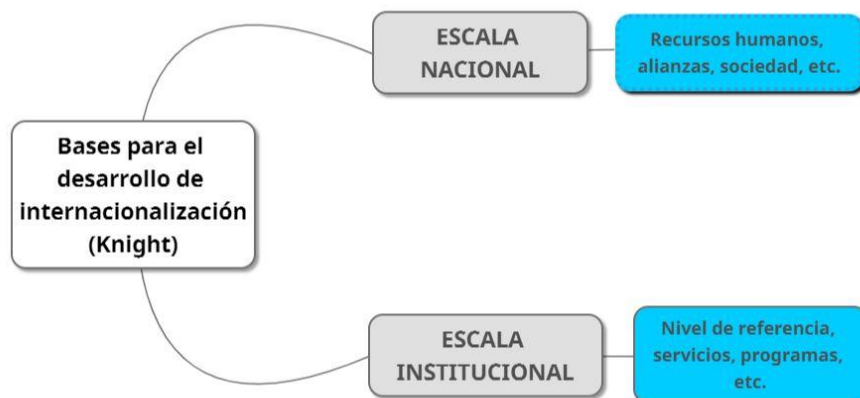 Bases para el
desarrollo de
internacionalización
(Knight)
ESCALA
NACIONAL
Recursos humanos,
alianzas, sociedad, etc.
ESCALA
INSTITUCIONAL
Nivel de referencia,
servicios, programas,
etc.